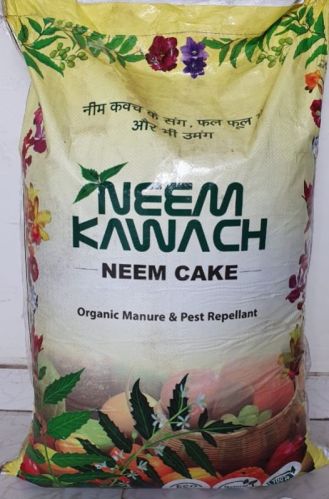 नीम कवच के संग, फल फूल
और भी उमंग
NEEM
KAWACH
NEEM CAKE
Organic Manure & Pest Repellant